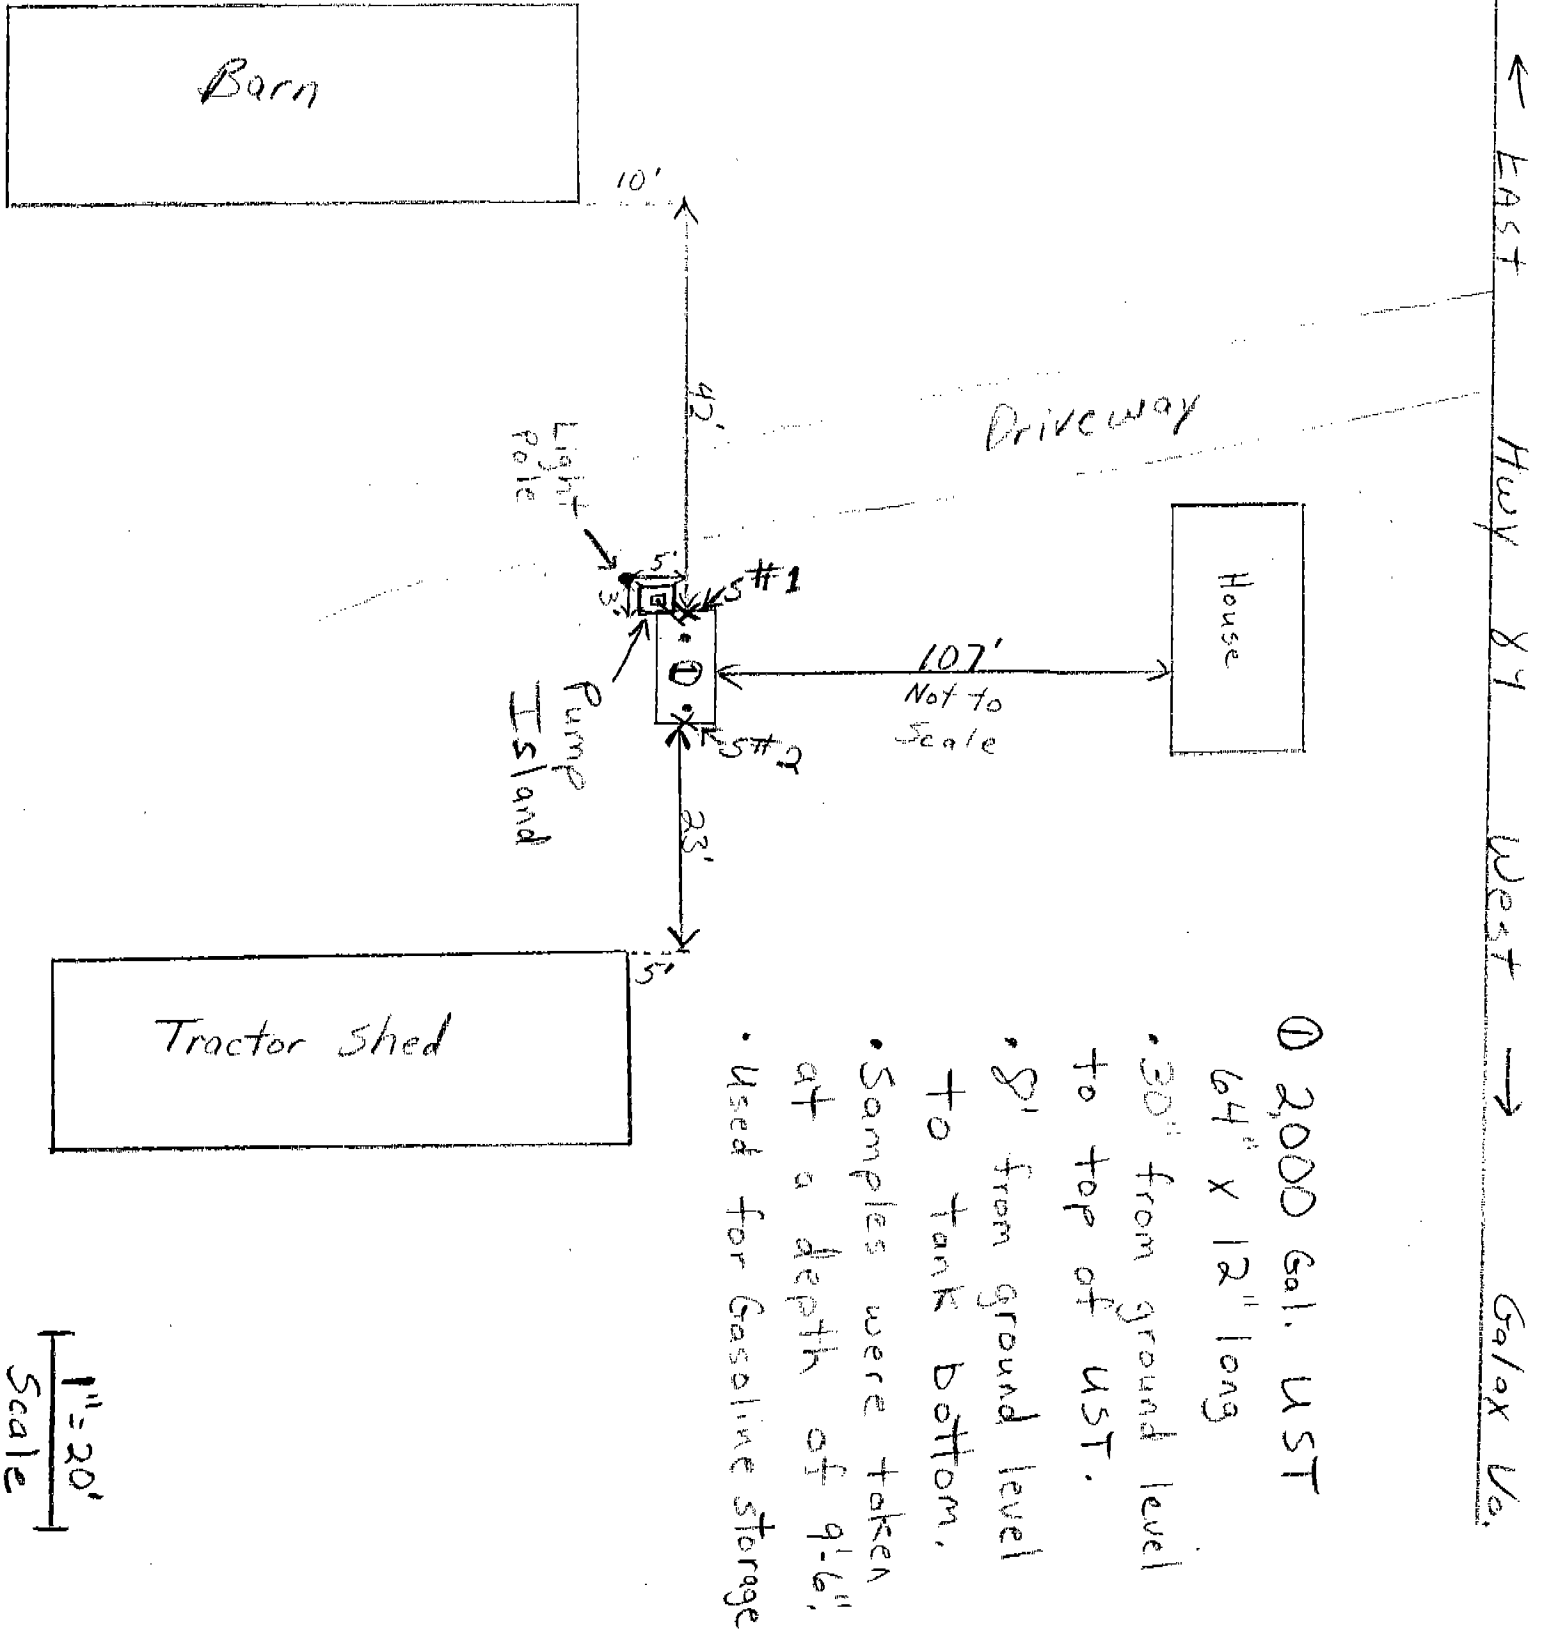 ← East Hwy 84 West → Galax Va.
Barn
10'
42'
Driveway
House
Light
Pole
5'
3'
S#1
①
107'
Not to
Scale
Pump
Island
S#2
23'
5'
Tractor Shed
① 2,000 Gal. UST
64" x 12" long
• 30" from ground level
to top of UST.
• 8' from ground level
to tank bottom.
• Samples were taken
at a depth of 9'-6".
• Used for Gasoline storage
1" = 20'
Scale